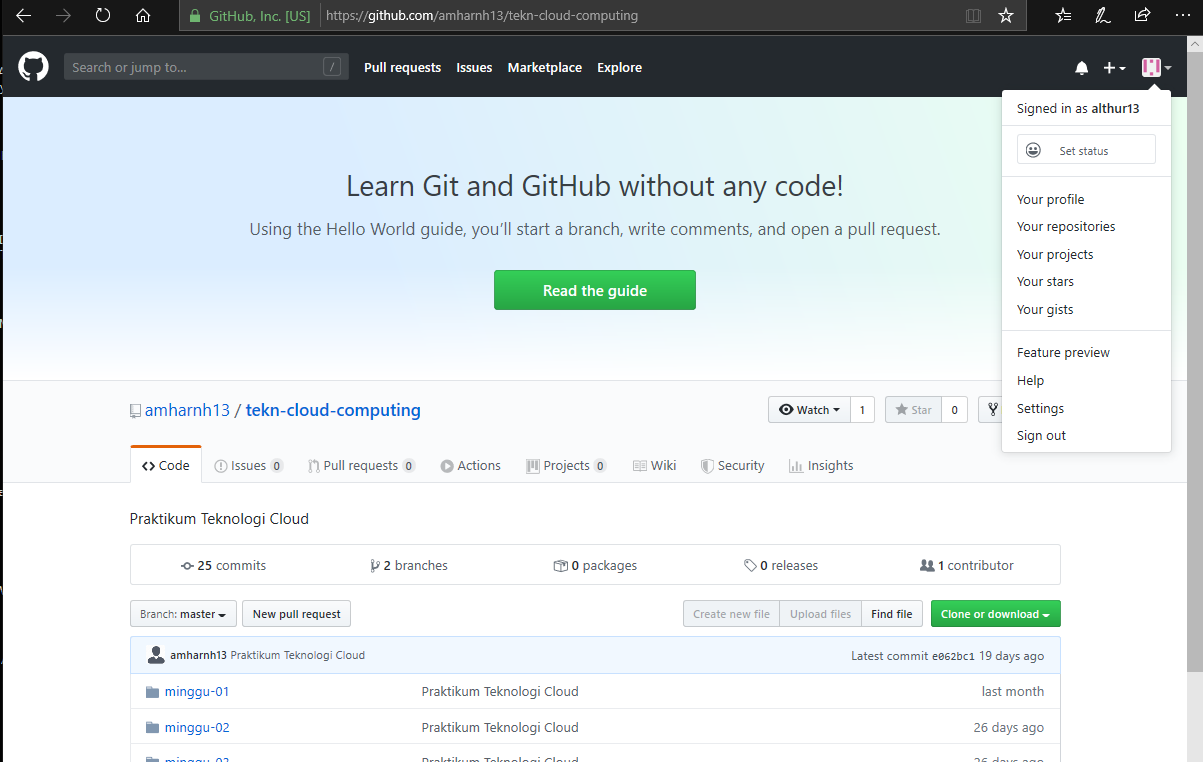 GitHub, Inc. [US] https://github.com/amharnh13/tekn-cloud-computing
Search or jump to... / Pull requests Issues Marketplace Explore
Signed in as althur13
Set status
Your profile
Your repositories
Your projects
Your stars
Your gists
Feature preview
Help
Settings
Sign out
Learn Git and GitHub without any code!
Using the Hello World guide, you’ll start a branch, write comments, and open a pull request.
Read the guide
amharnh13 / tekn-cloud-computing Watch 1 Star 0
Code Issues 0 Pull requests 0 Actions Projects 0 Wiki Security Insights
Praktikum Teknologi Cloud
25 commits 2 branches 0 packages 0 releases 1 contributor
Branch: master New pull request Create new file Upload files Find file Clone or download
amharnh13 Praktikum Teknologi Cloud Latest commit e062bc1 19 days ago
minggu-01 Praktikum Teknologi Cloud last month
minggu-02 Praktikum Teknologi Cloud 26 days ago
minggu-03 Praktikum Teknologi Cloud 26 days ago